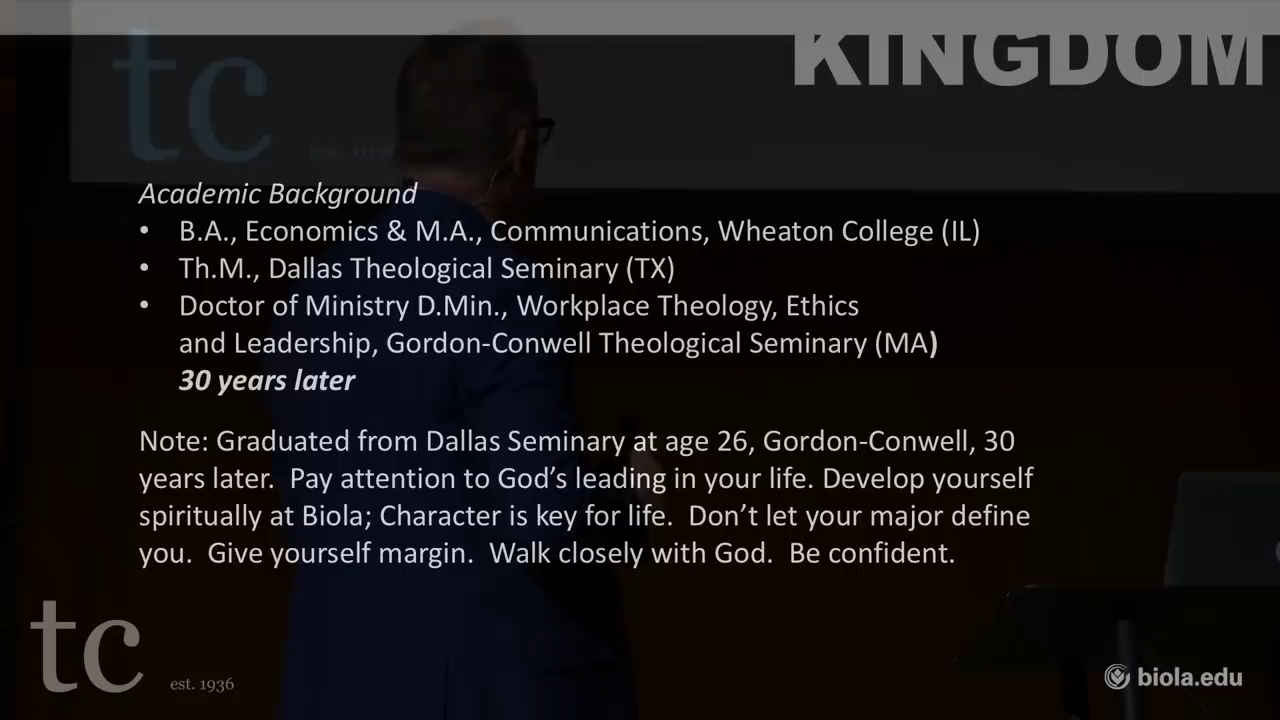 KINGDOM
tc
Academic Background
• B.A., Economics & M.A., Communications, Wheaton College (IL)
• Th.M., Dallas Theological Seminary (TX)
• Doctor of Ministry D.Min., Workplace Theology, Ethics
and Leadership, Gordon-Conwell Theological Seminary (MA)
30 years later
Note: Graduated from Dallas Seminary at age 26, Gordon-Conwell, 30
years later.  Pay attention to God’s leading in your life. Develop yourself
spiritually at Biola; Character is key for life.  Don’t let your major define
you.  Give yourself margin.  Walk closely with God.  Be confident.
tc est. 1936
biola.edu